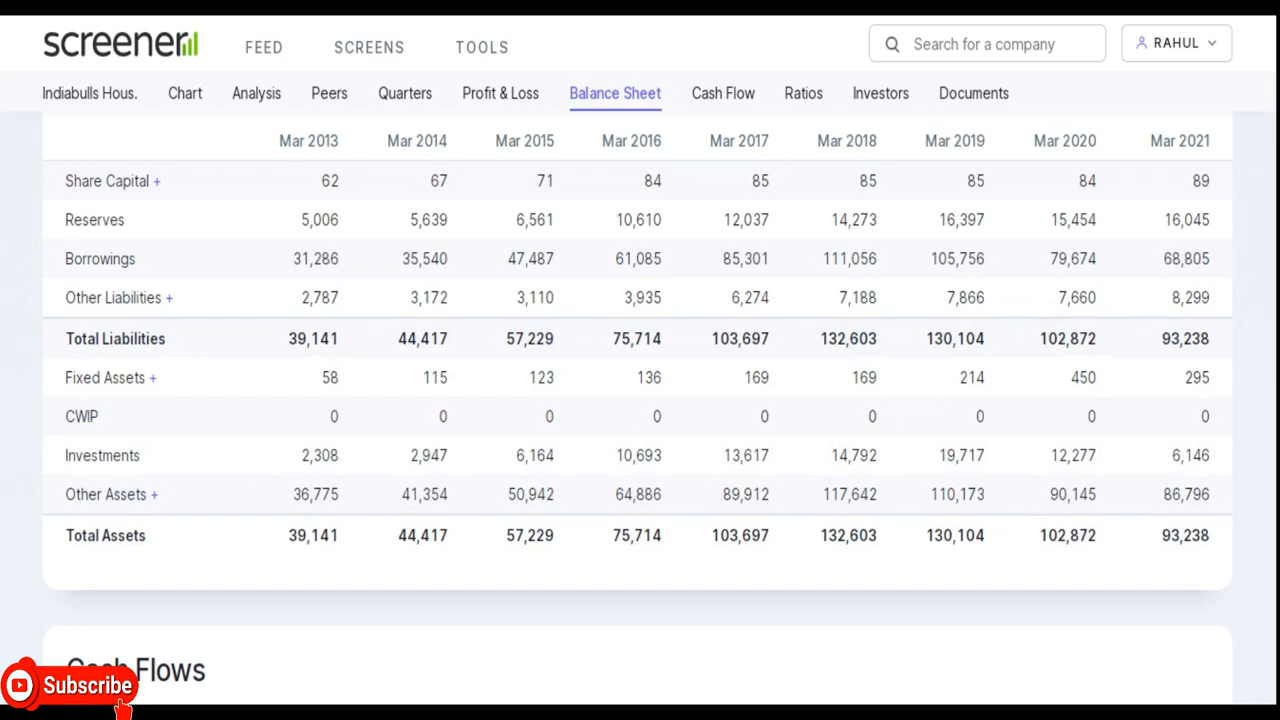 screener FEED SCREENS TOOLS Search for a company RAHUL
Indiabulls Hous. Chart Analysis Peers Quarters Profit & Loss Balance Sheet Cash Flow Ratios Investors Documents
Mar 2013 Mar 2014 Mar 2015 Mar 2016 Mar 2017 Mar 2018 Mar 2019 Mar 2020 Mar 2021
Share Capital + 62 67 71 84 85 85 85 84 89
Reserves 5,006 5,639 6,561 10,610 12,037 14,273 16,397 15,454 16,045
Borrowings 31,286 35,540 47,487 61,085 85,301 111,056 105,756 79,674 68,805
Other Liabilities + 2,787 3,172 3,110 3,935 6,274 7,188 7,866 7,660 8,299
Total Liabilities 39,141 44,417 57,229 75,714 103,697 132,603 130,104 102,872 93,238
Fixed Assets + 58 115 123 136 169 169 214 450 295
CWIP 0 0 0 0 0 0 0 0 0
Investments 2,308 2,947 6,164 10,693 13,617 14,792 19,717 12,277 6,146
Other Assets + 36,775 41,354 50,942 64,886 89,912 117,642 110,173 90,145 86,796
Total Assets 39,141 44,417 57,229 75,714 103,697 132,603 130,104 102,872 93,238
Cash Flows
Subscribe